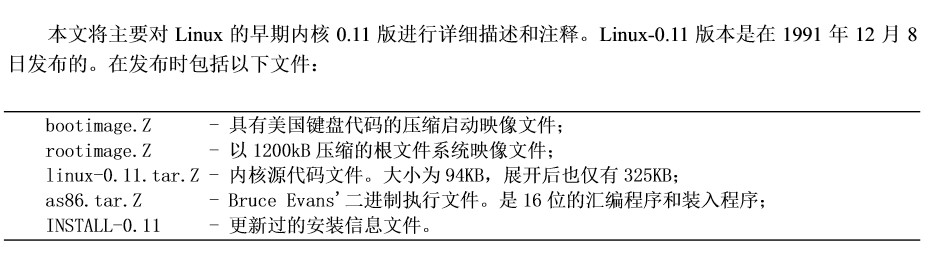 本文将主要对 Linux 的早期内核 0.11 版进行详细描述和注释。Linux-0.11 版本是在 1991 年 12 月 8
日发布的。在发布时包括以下文件：
bootimage.Z - 具有美国键盘代码的压缩启动映像文件；
rootimage.Z - 以 1200kB 压缩的根文件系统映像文件；
linux-0.11.tar.Z - 内核源代码文件。大小为 94KB，展开后也仅有 325KB；
as86.tar.Z - Bruce Evans'二进制执行文件。是 16 位的汇编程序和装入程序；
INSTALL-0.11 - 更新过的安装信息文件。